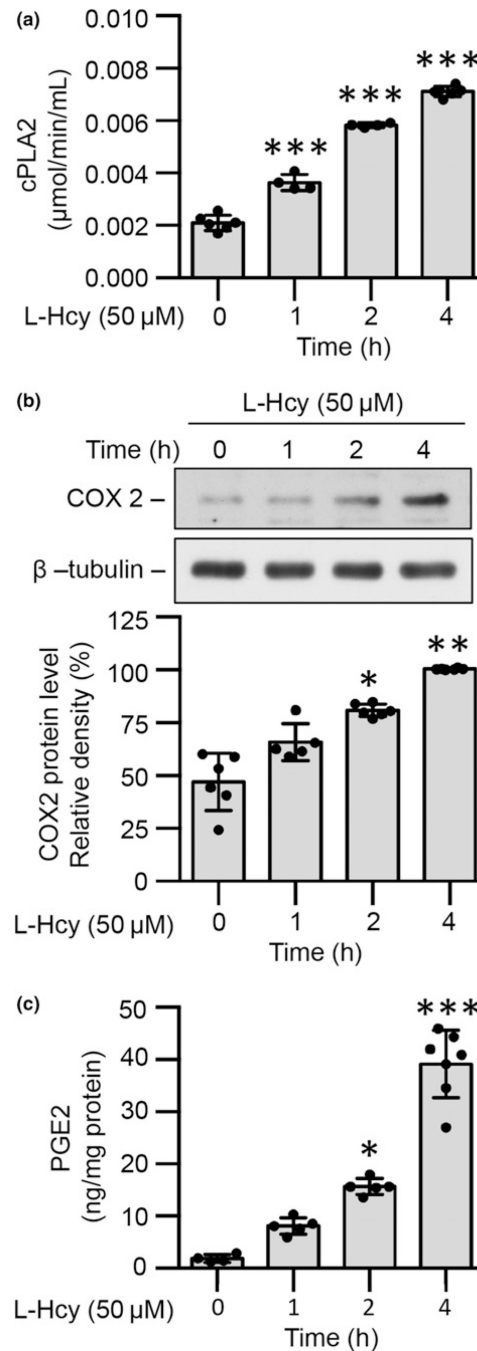 (a)
cPLA2
(µmol/min/mL)
0.010
0.008
0.006
0.004
0.002
0.000
***
***
***
L-Hcy (50 µM)
0
1
2
4
Time (h)
(b)
L-Hcy (50 µM)
Time (h) 0 1 2 4
COX 2 –
β –tubulin –
COX2 protein level
Relative density (%)
125
100
75
50
25
0
*
**
L-Hcy (50 µM)
0
1
2
4
Time (h)
(c)
PGE2
(ng/mg protein)
50
40
30
20
10
0
*
***
L-Hcy (50 µM)
0
1
2
4
Time (h)